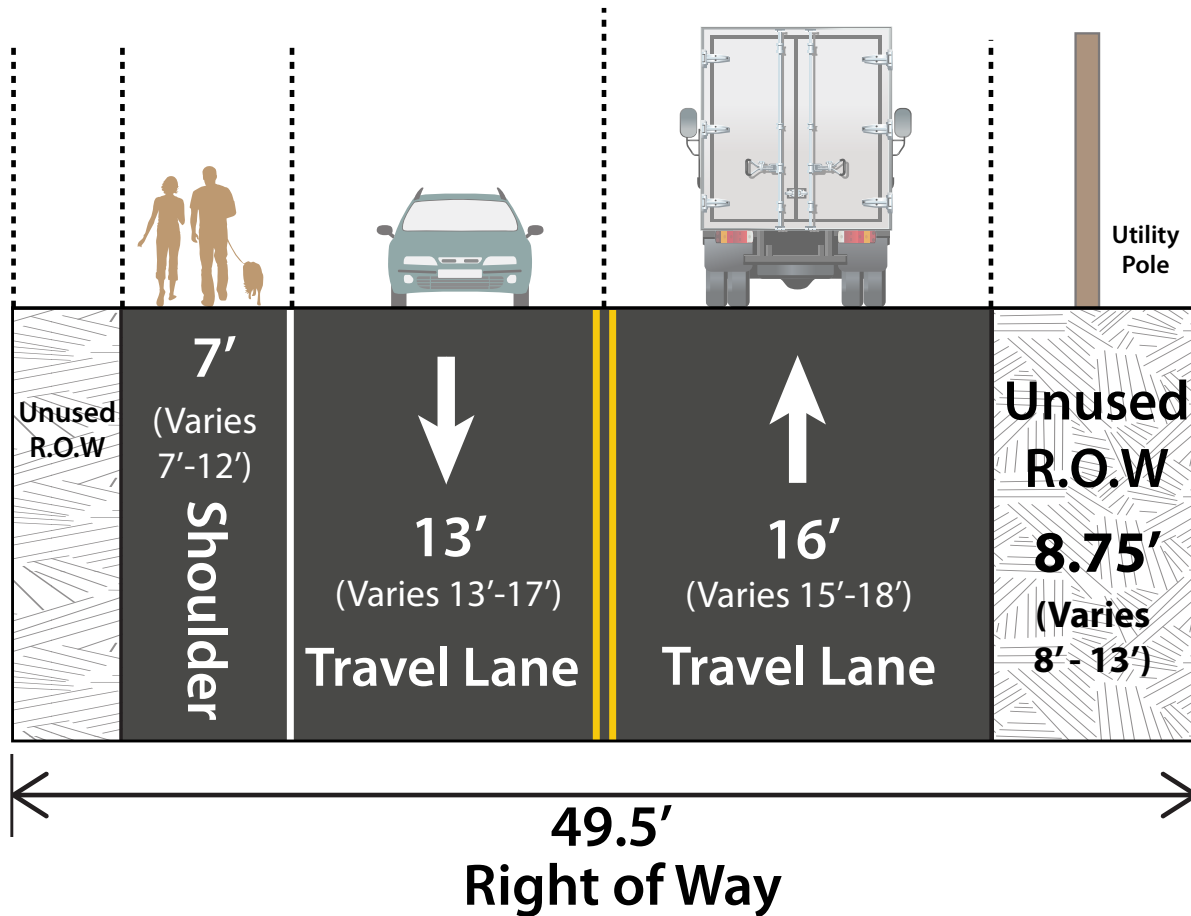 Utility
Pole
Unused
R.O.W
7′
(Varies
7′-12′)
Shoulder
13′
(Varies 13′-17′)
Travel Lane
16′
(Varies 15′-18′)
Travel Lane
Unused
R.O.W
8.75′
(Varies
8′ - 13′)
49.5′
Right of Way